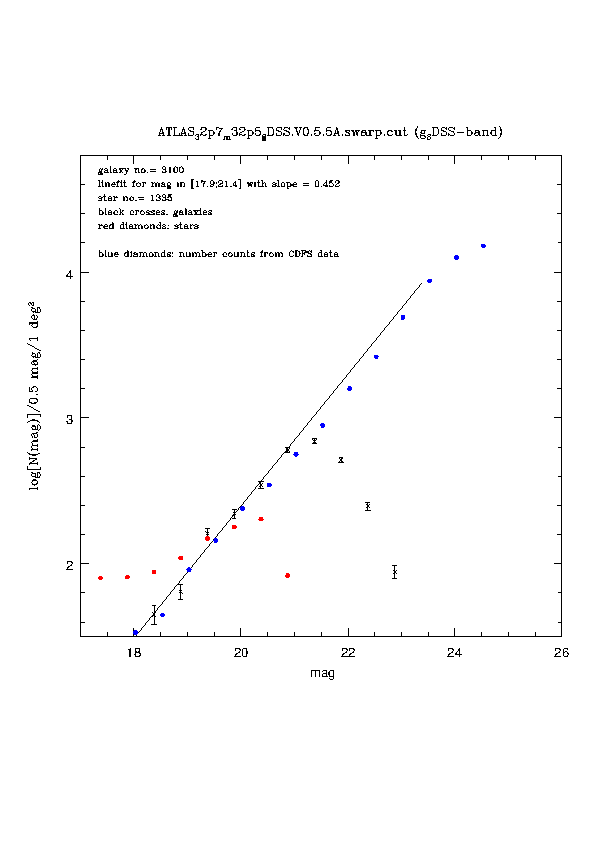 ATLAS₃2p7ₘ32p5gDSS.V0.5.5A.swarp.cut (gₛDSS−band)
galaxy no.= 3100
linefit for mag in [17.9;21.4] with slope = 0.452
star no.= 1335
black crosses: galaxies
red diamonds: stars
blue diamonds: number counts from CDFS data
log[N(mag)]/0.5 mag/1 deg²
4
3
2
18 20 22 24 26
mag